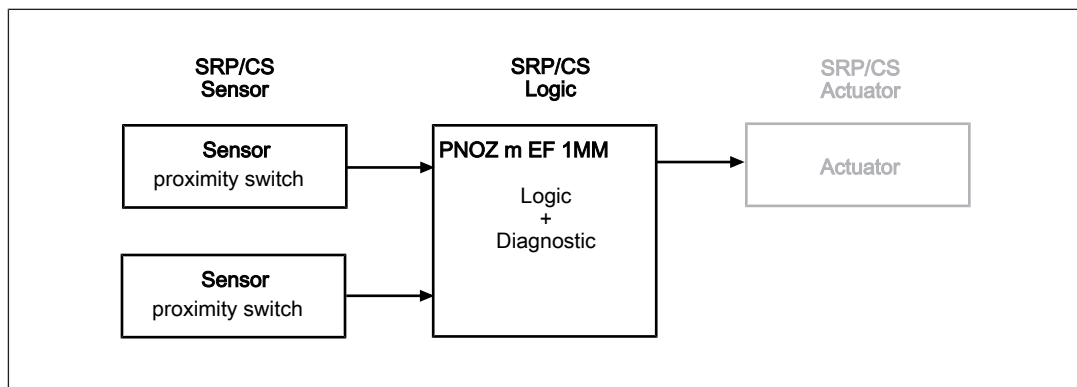 SRP/CS
Sensor
SRP/CS
Logic
SRP/CS
Actuator
Sensor
proximity switch
PNOZ m EF 1MM
Logic
+
Diagnostic
Actuator
Sensor
proximity switch